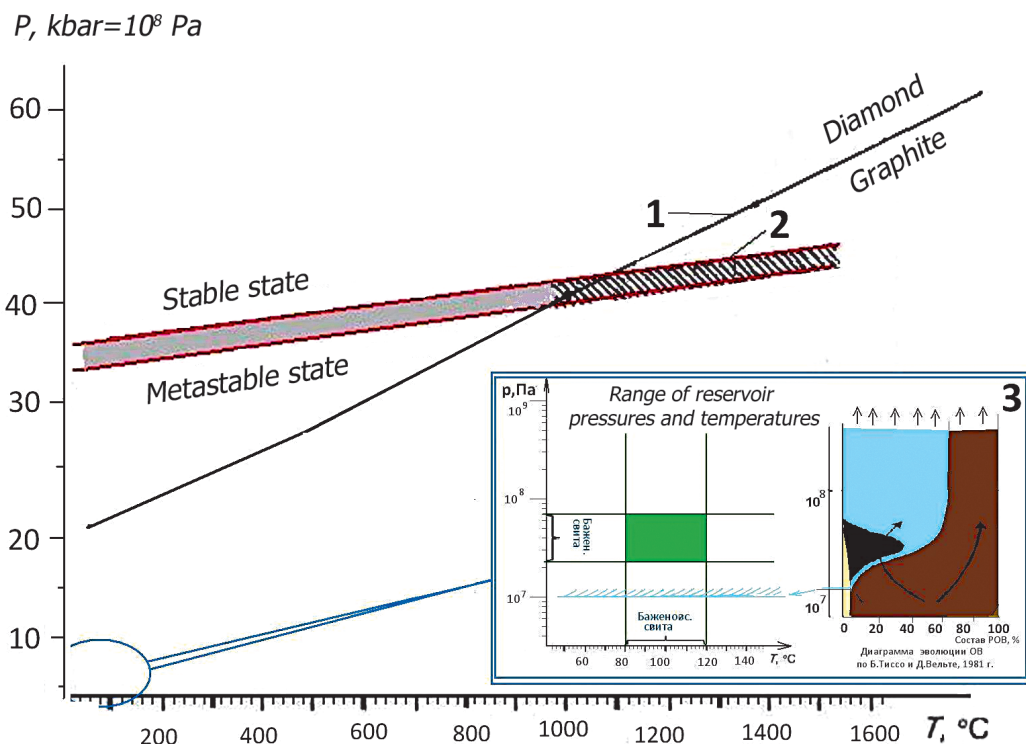 P, kbar=10⁸ Pa
60
50
40
30
20
10
Diamond
Graphite
1
2
Stable state
Metastable state
200
400
600
800
1000
1200
1400
1600
T, °C
3
р,Па
Range of reservoir
pressures and temperatures
10⁹
10⁸
10⁷
Бажен.
свита
Баженовс.
свита
60
80
100
120
140
T, °C
10⁸
10⁷
0
20
40
60
80
100
Состав РОВ, %
Диаграмма эволюции ОВ
по Б.Тиссо и Д.Вельте, 1981 г.